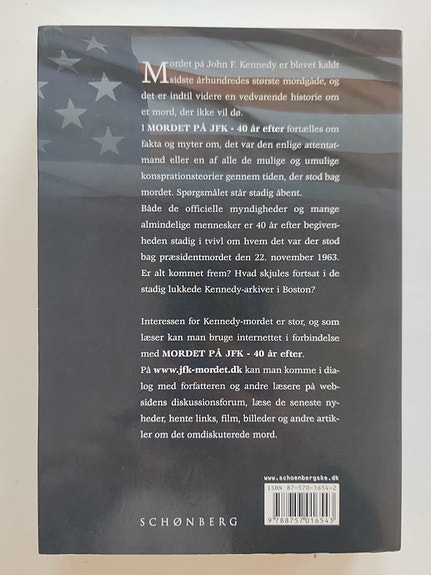 Mordet på John F. Kennedy er blevet kaldt
sidste århundredes største mordgåde, og
det er indtil videre en vedvarende historie om
et mord, der ikke vil dø.
I MORDET PÅ JFK - 40 år efter fortælles om
fakta og myter om, det var den enlige attentat-
mand eller en af alle de mulige og umulige
konsprationsteorier gennem tiden, der stod bag
mordet. Spørgsmålet står stadig åbent.
Både de officielle myndigheder og mange
almindelige mennesker er 40 år efter begiven-
heden stadig i tvivl om hvem det var der stod
bag præsidentmordet den 22. november 1963.
Er alt kommet frem? Hvad skjules fortsat i de
stadig lukkede Kennedy-arkiver i Boston?
Interessen for Kennedy-mordet er stor, og som
læser kan man bruge internettet i forbindelse
med MORDET PÅ JFK - 40 år efter.
På www.jfk-mordet.dk kan man komme i dia-
log med forfatteren og andre læsere på web-
sidens diskussionsforum, læse de seneste ny-
heder, hente links, film, billeder og andre artik-
ler om det omdiskuterede mord.
www.schoenbergske.dk
ISBN 87-570-1654-2
9 788757 016543
SCHØNBERG